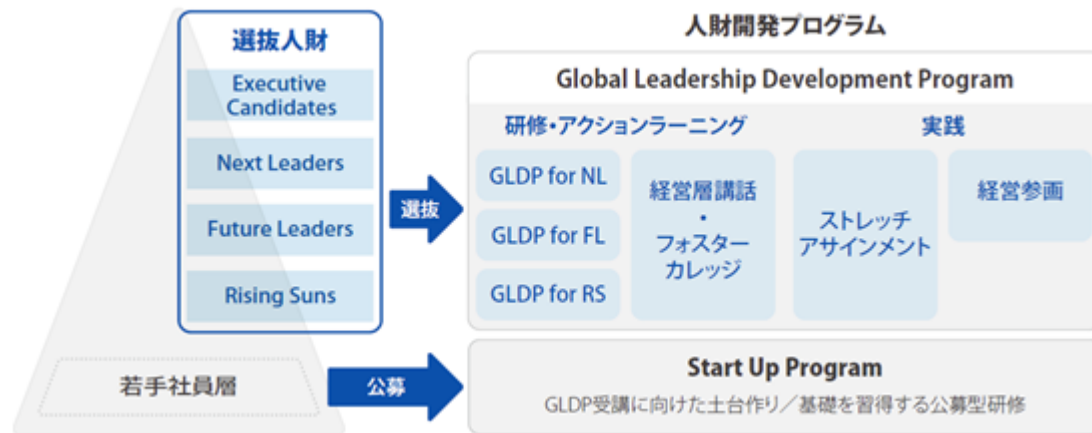 選抜人財
Executive
Candidates
Next Leaders
Future Leaders
Rising Suns
若手社員層
選抜
公募
人財開発プログラム
Global Leadership Development Program
研修・アクションラーニング
実践
GLDP for NL
GLDP for FL
GLDP for RS
経営層講話
・
フォスター
カレッジ
ストレッチ
アサインメント
経営参画
Start Up Program
GLDP受講に向けた土台作り／基礎を習得する公募型研修